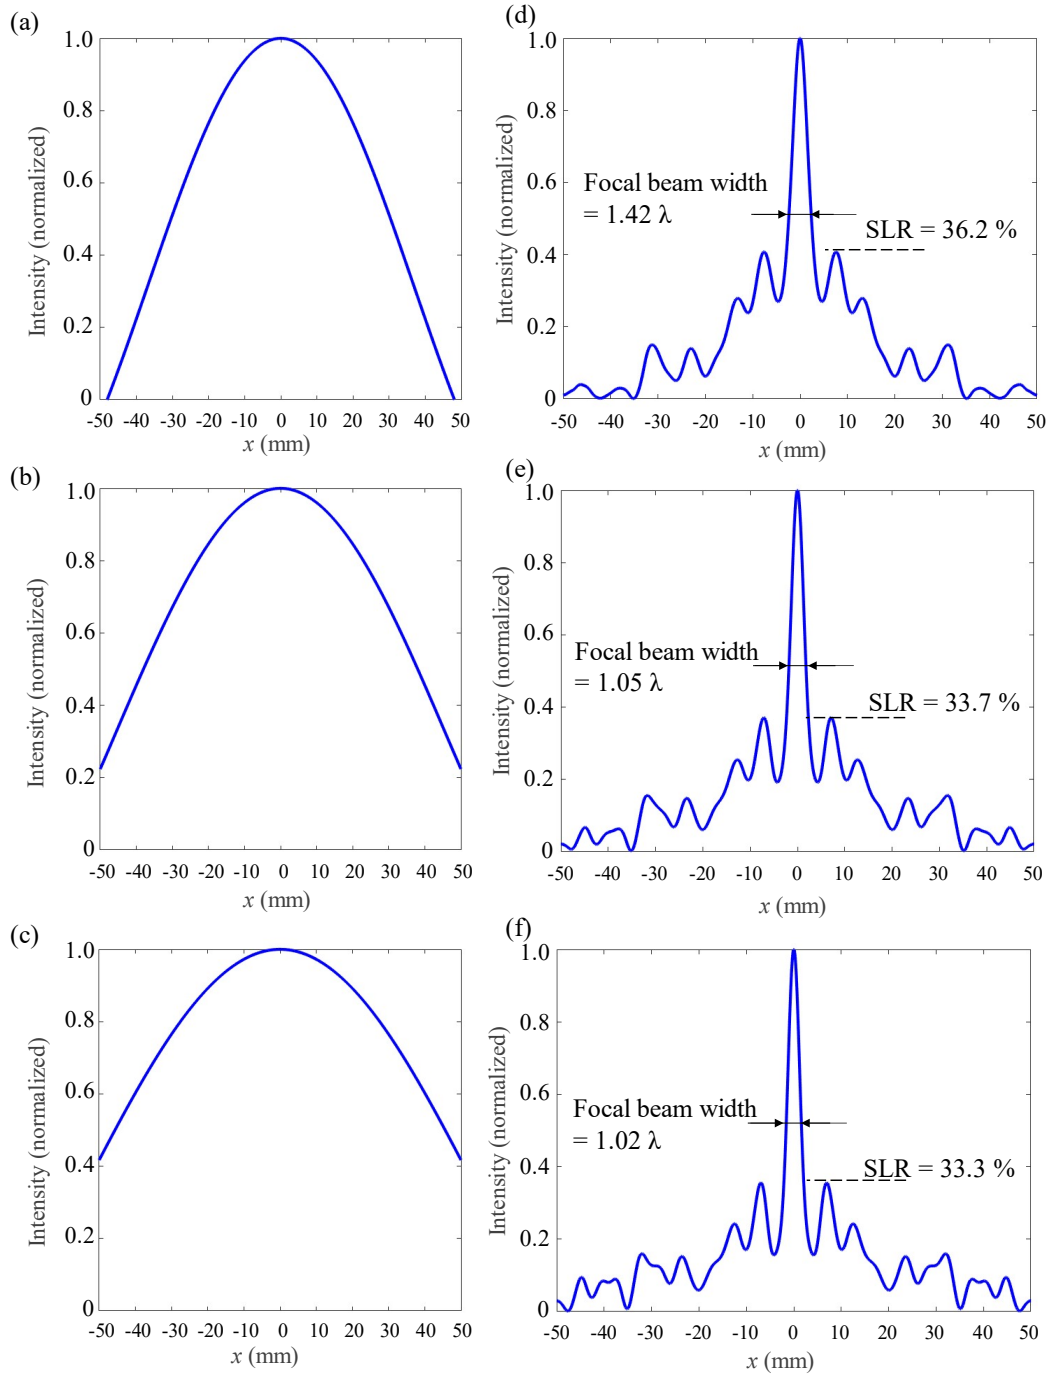 (a)
1.0
0.8
0.6
0.4
0.2
0
Intensity (normalized)
-50 -40 -30 -20 -10 0 10 20 30 40 50
x (mm)
(d)
1.0
0.8
0.6
0.4
0.2
0
Intensity (normalized)
Focal beam width
= 1.42 λ
SLR = 36.2 %
-50 -40 -30 -20 -10 0 10 20 30 40 50
x (mm)
(b)
1.0
0.8
0.6
0.4
0.2
0
Intensity (normalized)
-50 -40 -30 -20 -10 0 10 20 30 40 50
x (mm)
(e)
1.0
0.8
0.6
0.4
0.2
0
Intensity (normalized)
Focal beam width
= 1.05 λ
SLR = 33.7 %
-50 -40 -30 -20 -10 0 10 20 30 40 50
x (mm)
(c)
1.0
0.8
0.6
0.4
0.2
0
Intensity (normalized)
-50 -40 -30 -20 -10 0 10 20 30 40 50
x (mm)
(f)
1.0
0.8
0.6
0.4
0.2
0
Intensity (normalized)
Focal beam width
= 1.02 λ
SLR = 33.3 %
-50 -40 -30 -20 -10 0 10 20 30 40 50
x (mm)